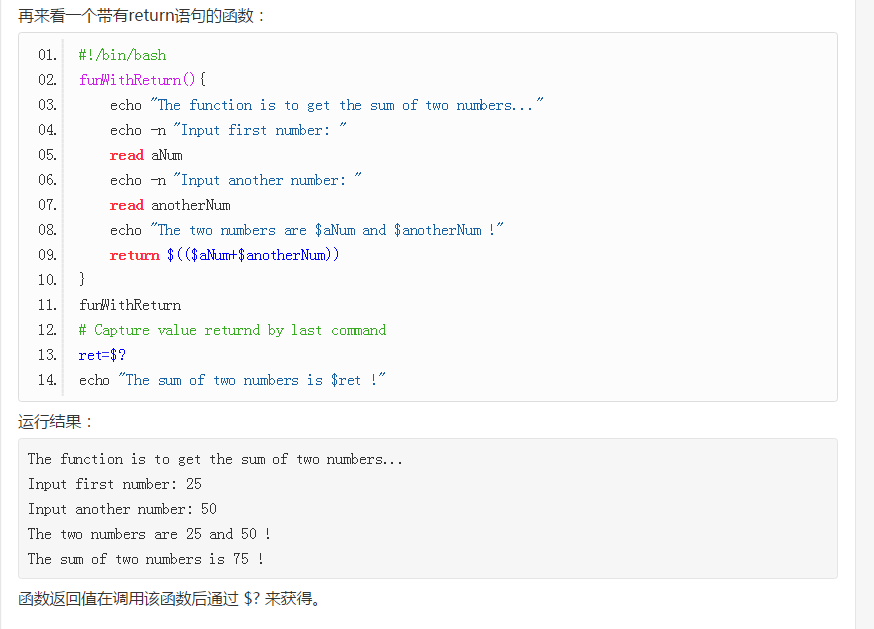 再来看一个带有return语句的函数：
01. #!/bin/bash
02. funWithReturn(){
03.     echo "The function is to get the sum of two numbers..."
04.     echo -n "Input first number: "
05.     read aNum
06.     echo -n "Input another number: "
07.     read anotherNum
08.     echo "The two numbers are $aNum and $anotherNum !"
09.     return $(($aNum+$anotherNum))
10. }
11. funWithReturn
12. # Capture value returnd by last command
13. ret=$?
14. echo "The sum of two numbers is $ret !"
运行结果：
The function is to get the sum of two numbers...
Input first number: 25
Input another number: 50
The two numbers are 25 and 50 !
The sum of two numbers is 75 !
函数返回值在调用该函数后通过 $? 来获得。